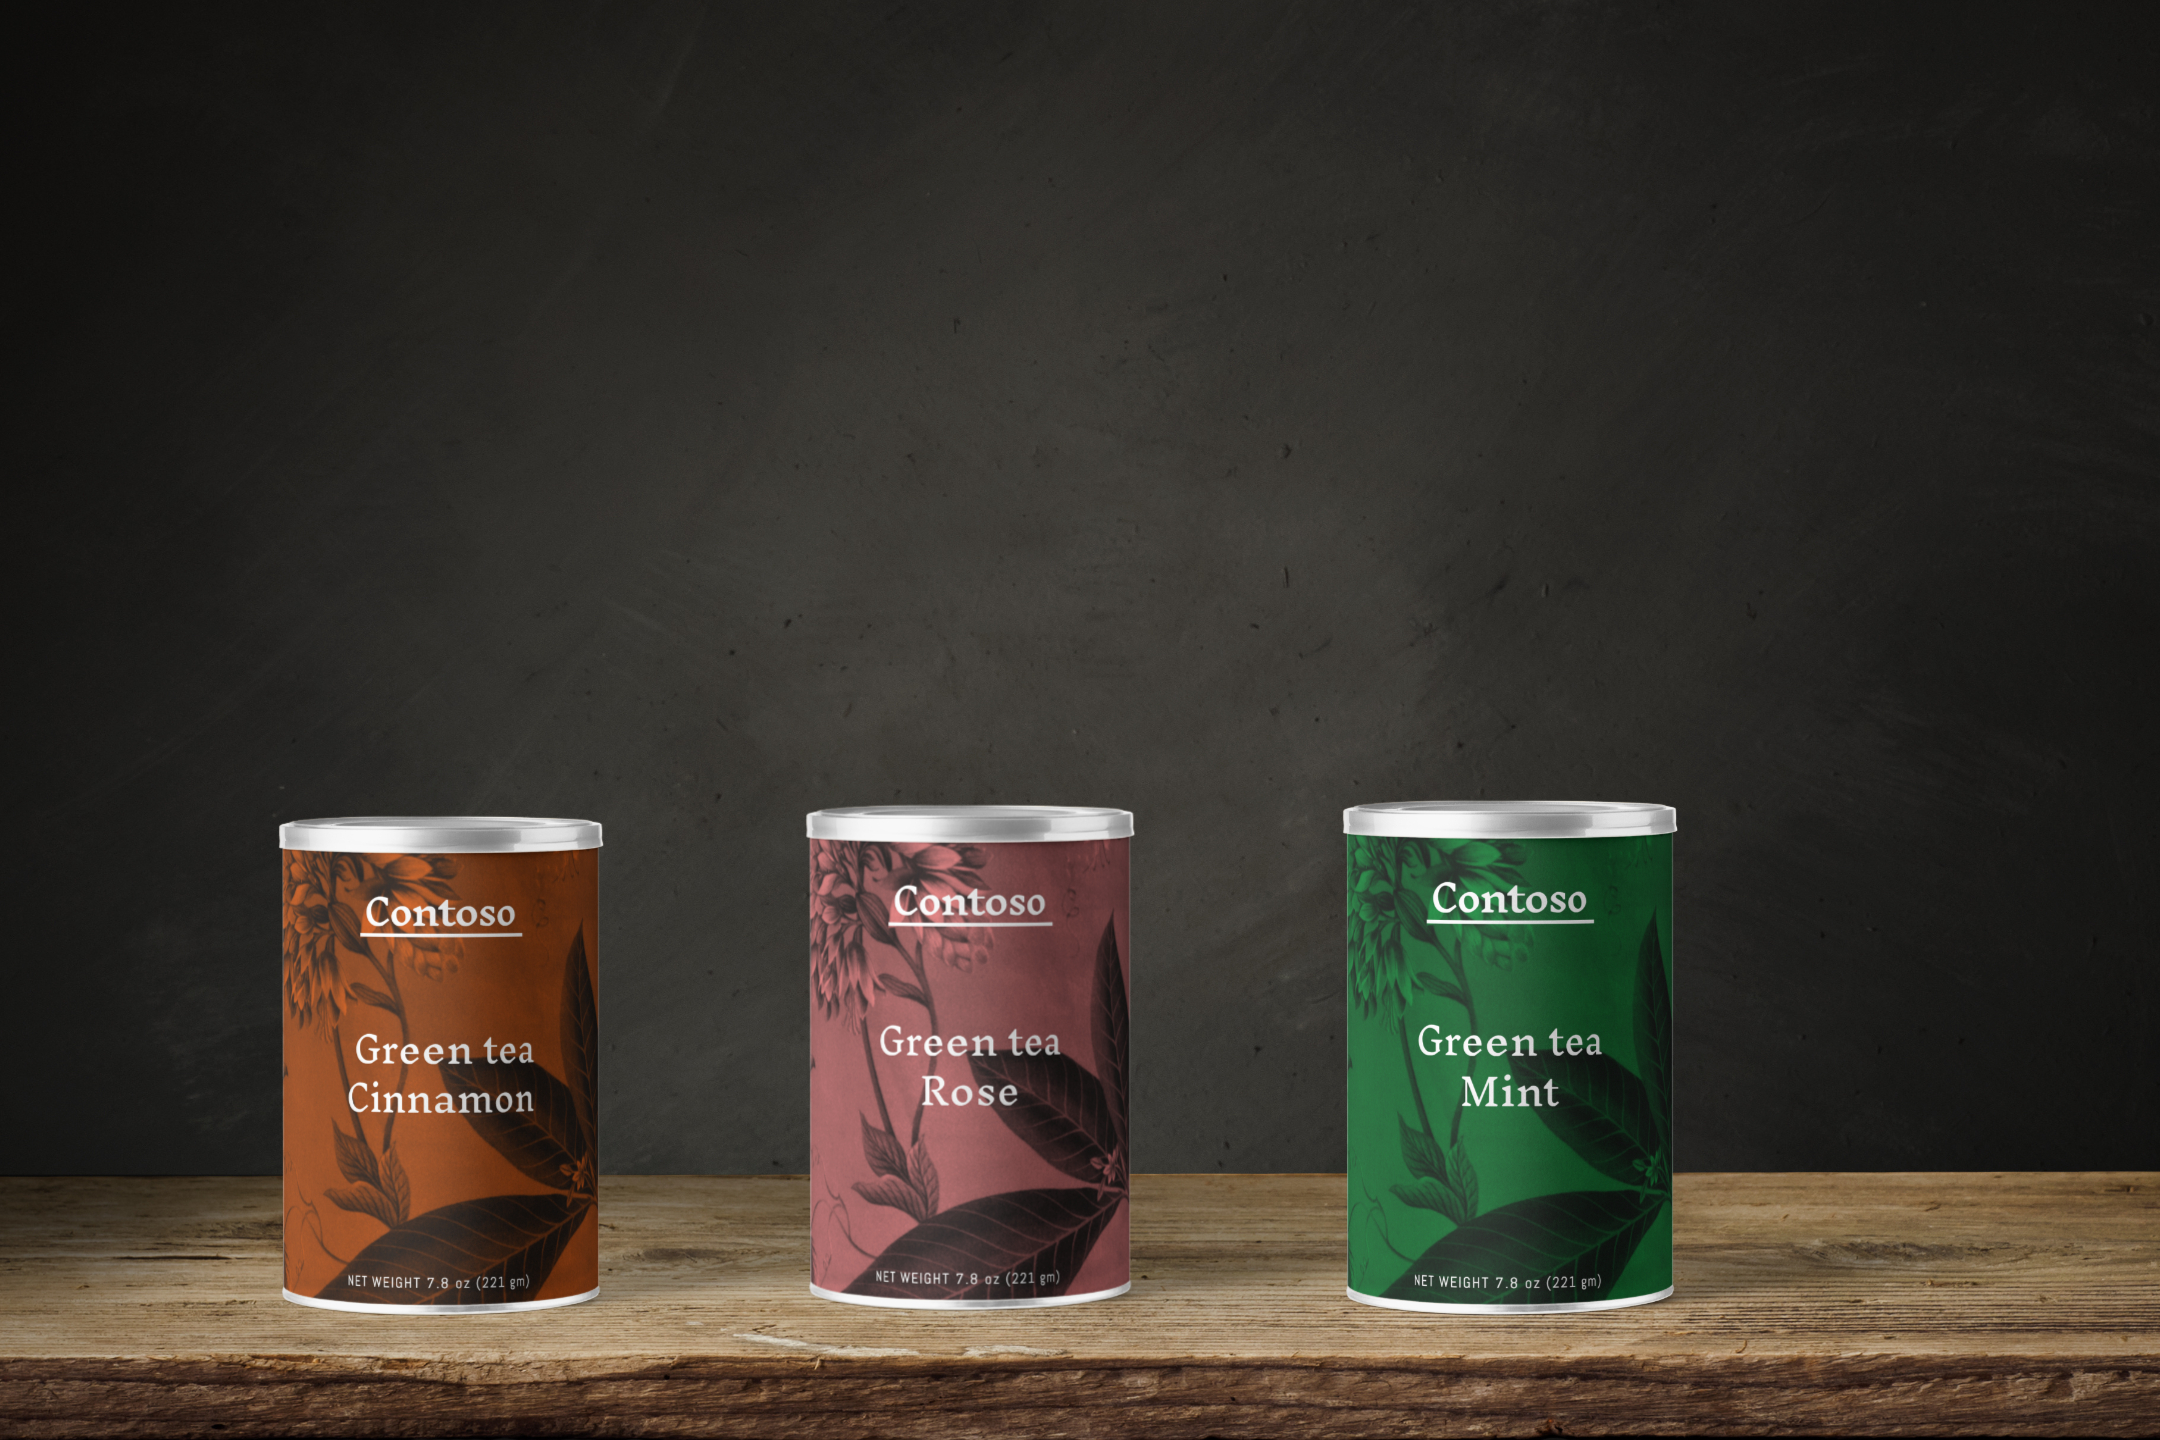 Contoso
Green tea
Cinnamon
NET WEIGHT 7.8 oz (221 gm)
Contoso
Green tea
Rose
NET WEIGHT 7.8 oz (221 gm)
Contoso
Green tea
Mint
NET WEIGHT 7.8 oz (221 gm)